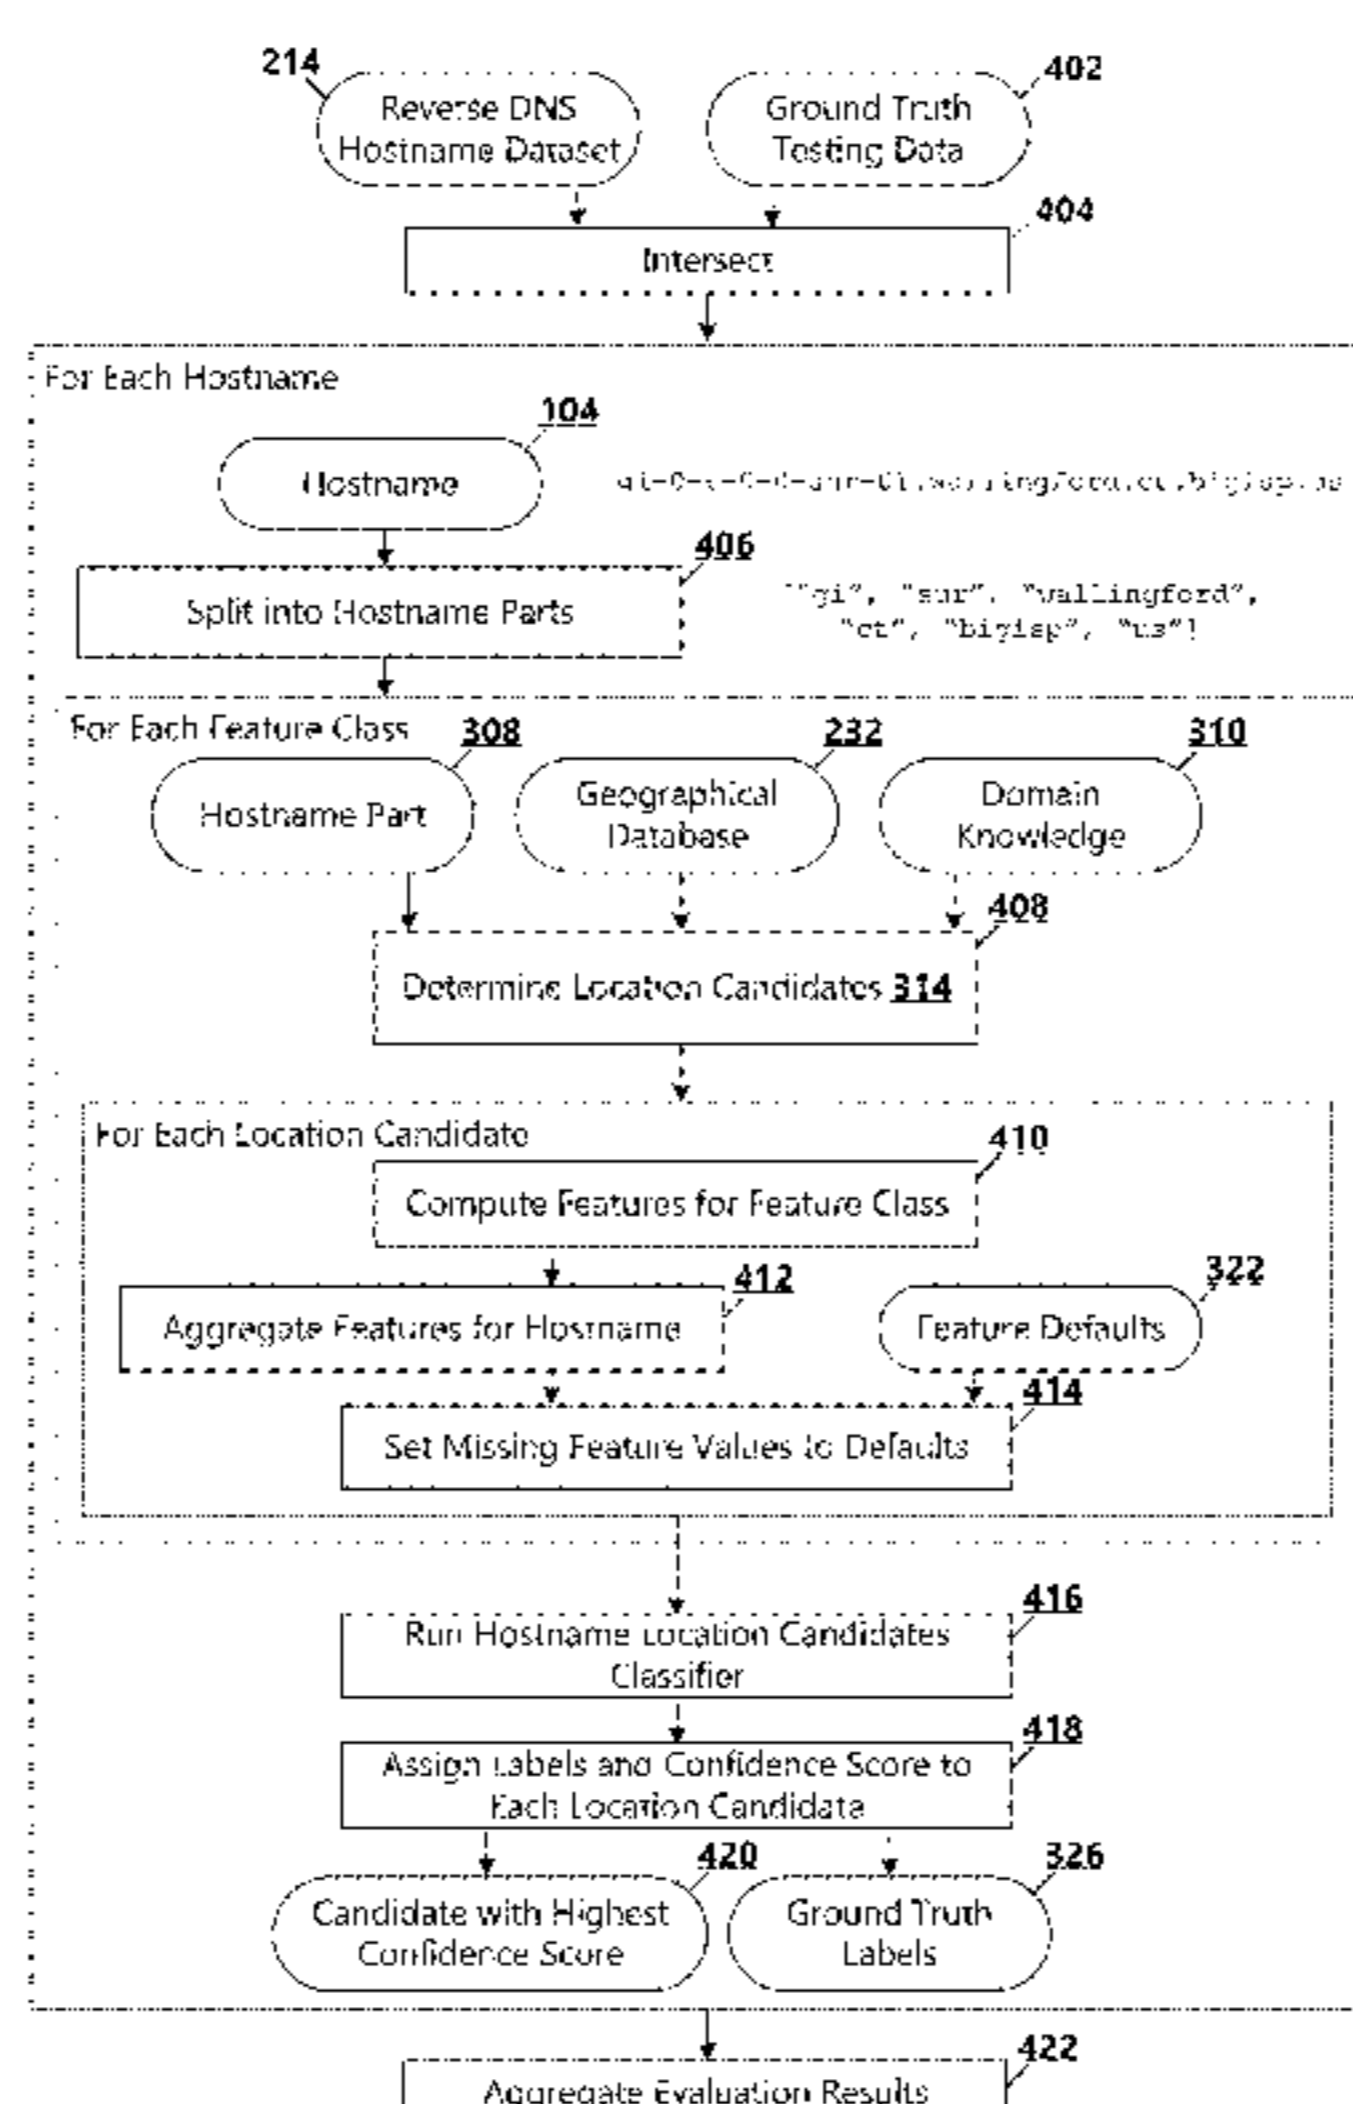 214
Reverse DNS
Hostname Dataset
402
Ground Truth
Testing Data
404
Intersect
For Each Hostname
104
Hostname
406
Split into Hostname Parts
["gi", "sur", "wallingford",
"ct", "bigisp", "us"]
For Each Feature Class
308
Hostname Part
232
Geographical
Database
310
Domain
Knowledge
408
Determine Location Candidates 314
For Each Location Candidate
410
Compute Features for Feature Class
412
Aggregate Features for Hostname
322
Feature Defaults
414
Set Missing Feature Values to Defaults
416
Run Hostname Location Candidates
Classifier
418
Assign Labels and Confidence Score to
Each Location Candidate
420
Candidate with Highest
Confidence Score
326
Ground Truth
Labels
422
Aggregate Evaluation Results